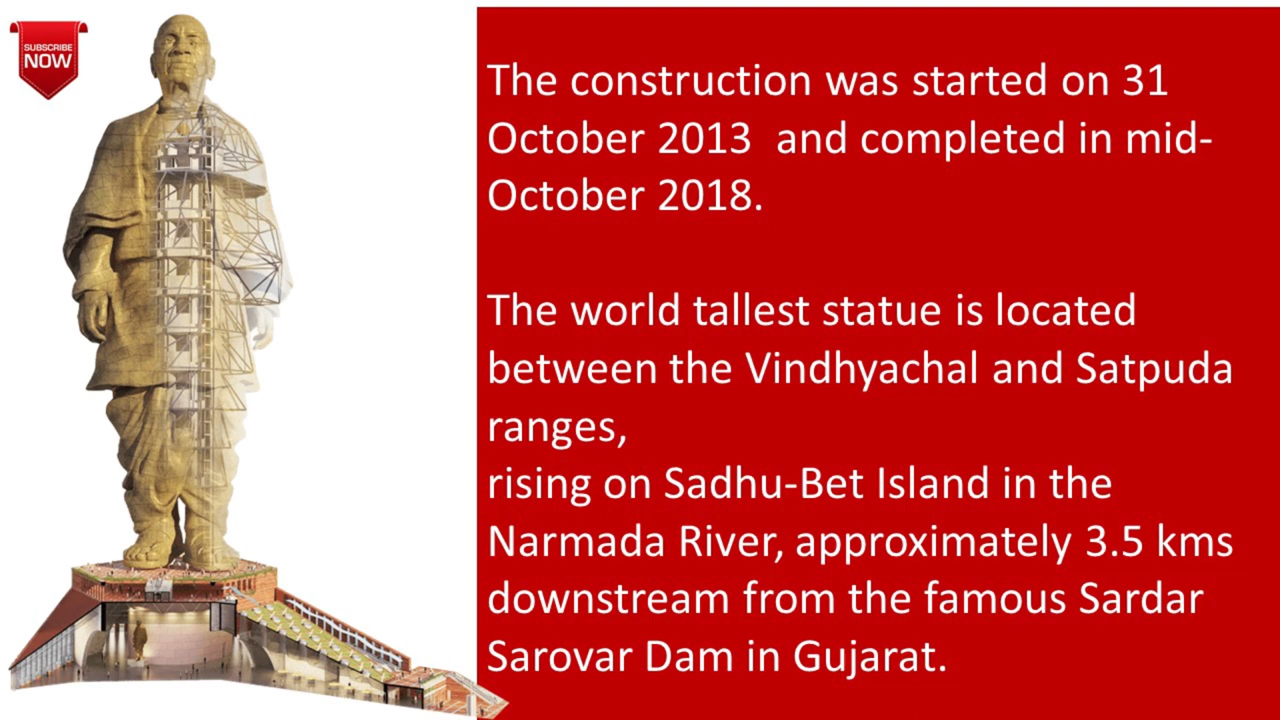 SUBSCRIBE
NOW
The construction was started on 31
October 2013  and completed in mid-
October 2018.
The world tallest statue is located
between the Vindhyachal and Satpuda
ranges,
rising on Sadhu-Bet Island in the
Narmada River, approximately 3.5 kms
downstream from the famous Sardar
Sarovar Dam in Gujarat.